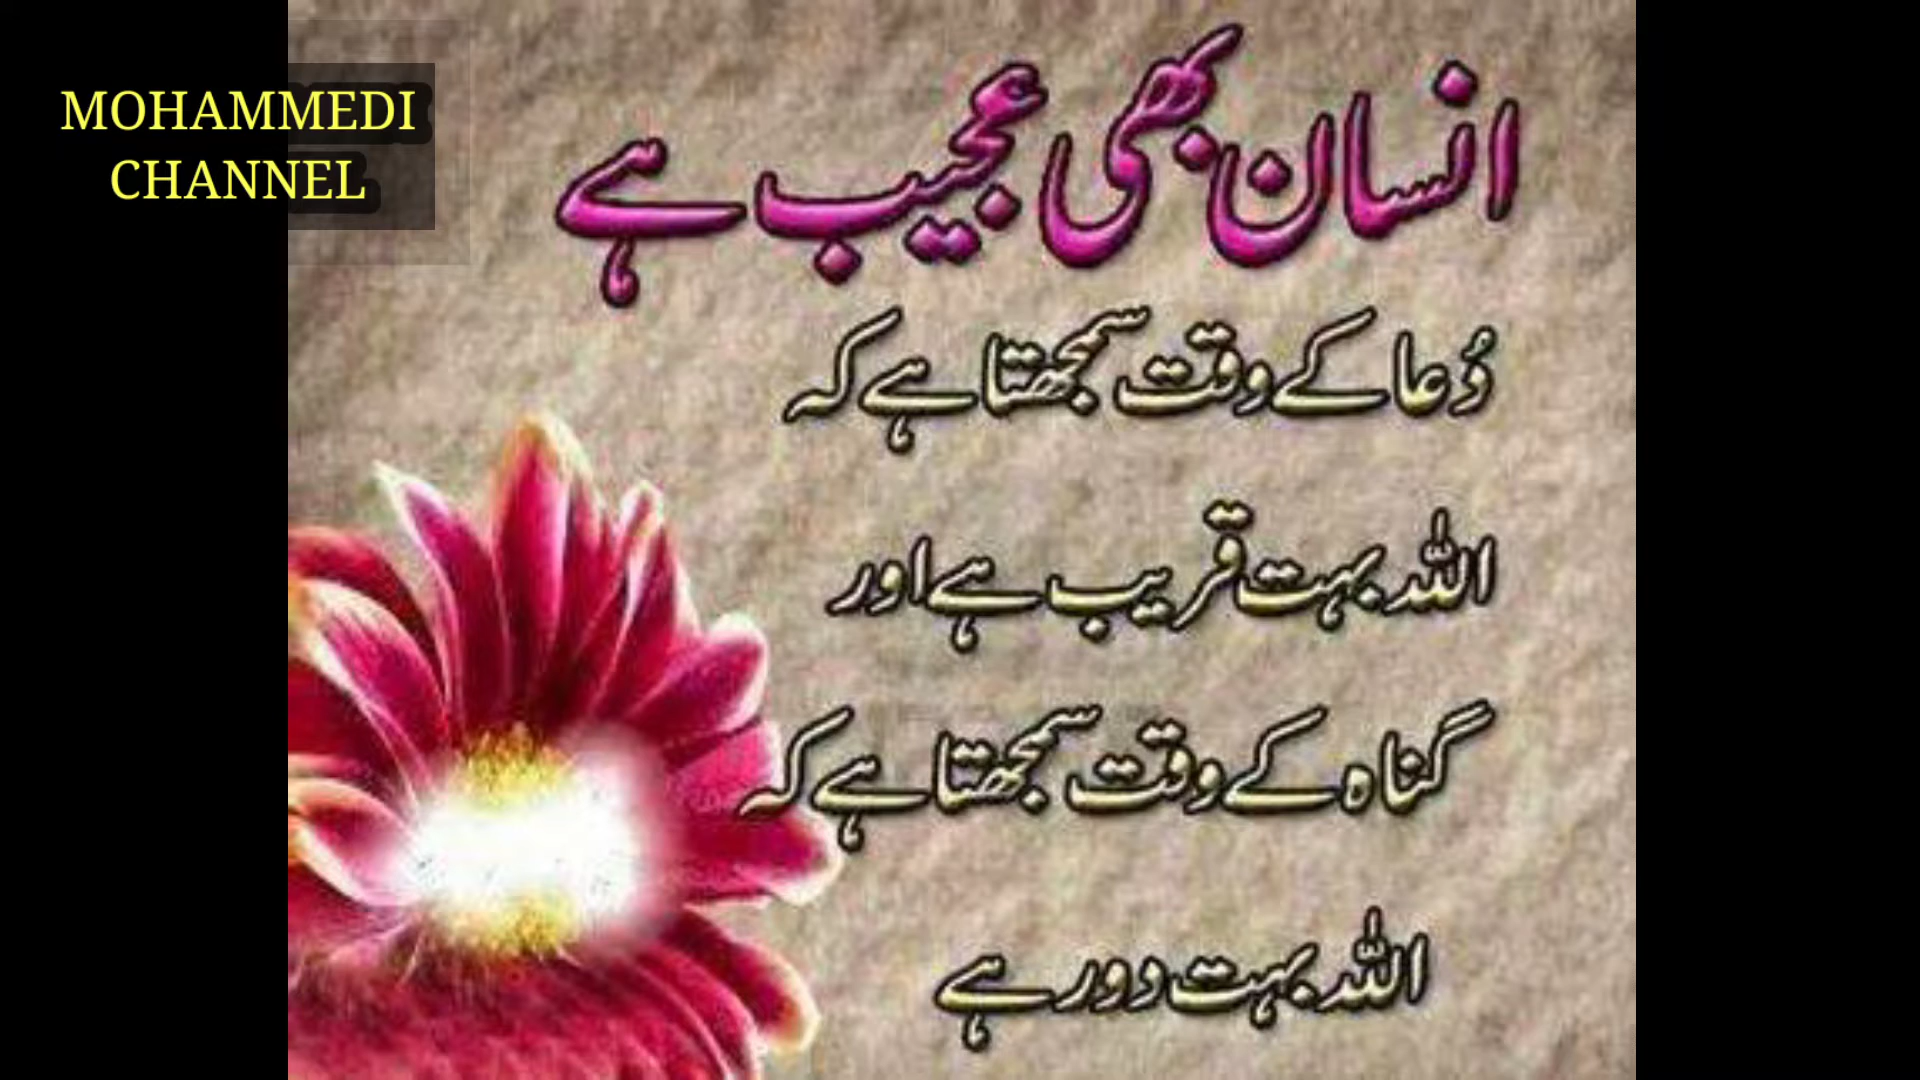 MOHAMMEDI
CHANNEL
انسان بھی عجیب ہے
دُعا کے وقت سمجھتا ہے کہ
اللہ بہت قریب ہے اور
گناہ کے وقت سمجھتا ہے کہ
اللہ بہت دور ہے